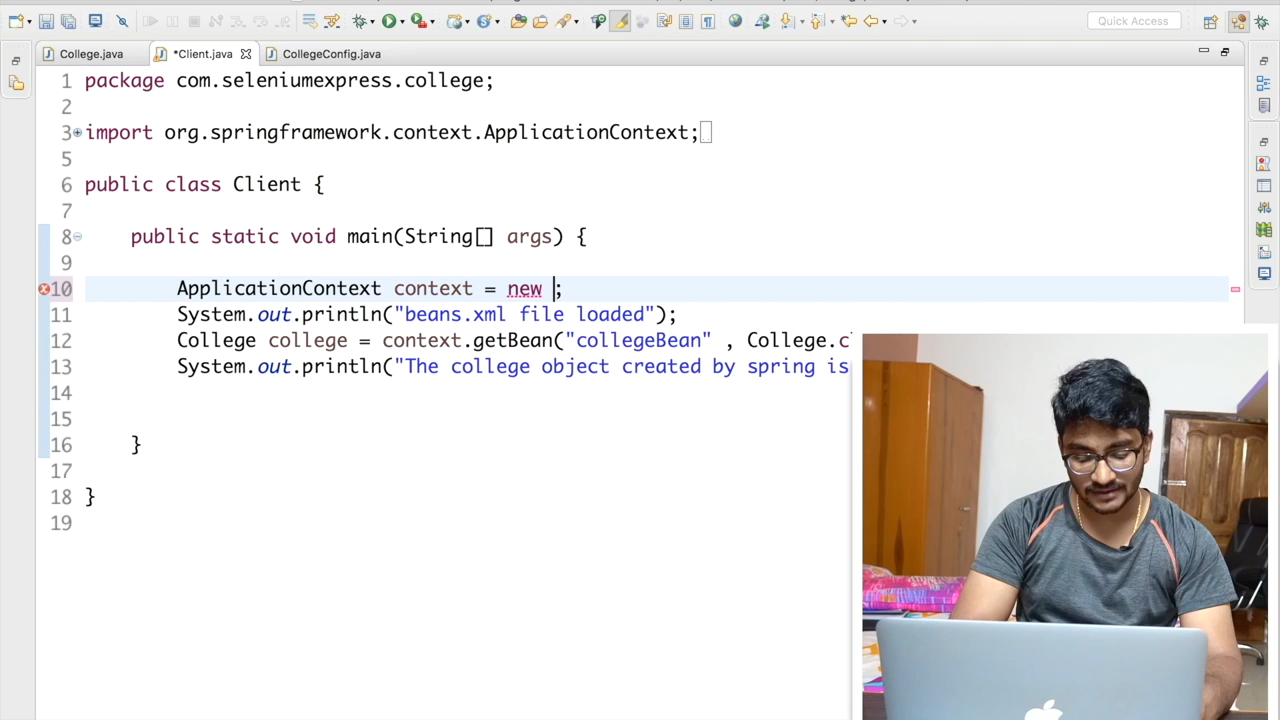 Quick Access
College.java
*Client.java
CollegeConfig.java
1 package com.seleniumexpress.college;
2
3 import org.springframework.context.ApplicationContext;
5
6 public class Client {
7
8 public static void main(String[] args) {
9
10 ApplicationContext context = new ;
11 System.out.println("beans.xml file loaded");
12 College college = context.getBean("collegeBean" , College.c
13 System.out.println("The college object created by spring is
14
15
16 }
17
18 }
19